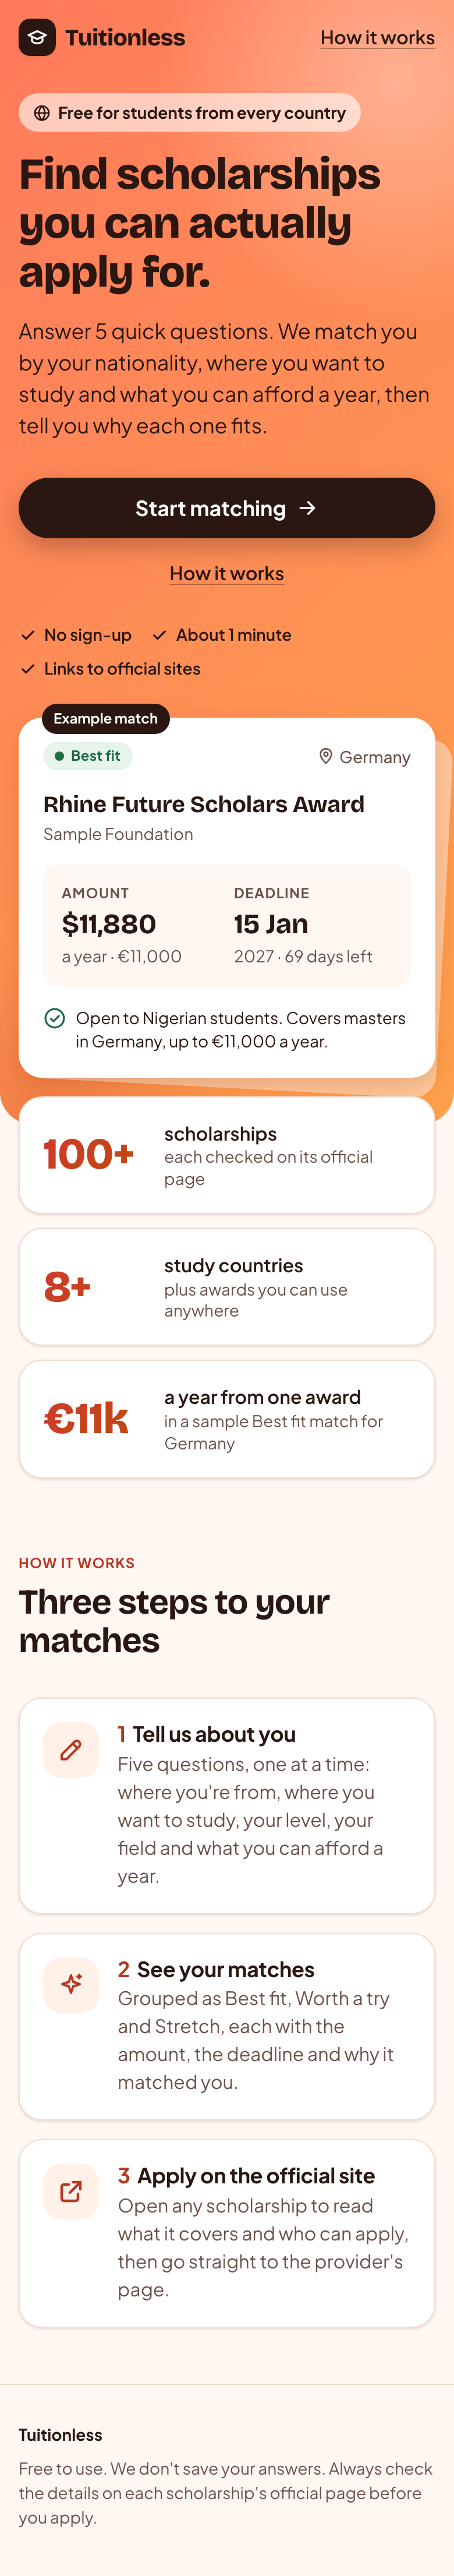 Tuitionless
How it works
Free for students from every country
Find scholarships
you can actually
apply for.
Answer 5 quick questions. We match you
by your nationality, where you want to
study and what you can afford a year, then
tell you why each one fits.
Start matching
How it works
No sign-up
About 1 minute
Links to official sites
Example match
Best fit
Germany
Rhine Future Scholars Award
Sample Foundation
AMOUNT
$11,880
a year · €11,000
DEADLINE
15 Jan
2027 · 69 days left
Open to Nigerian students. Covers masters
in Germany, up to €11,000 a year.
100+
scholarships
each checked on its official
page
8+
study countries
plus awards you can use
anywhere
€11k
a year from one award
in a sample Best fit match for
Germany
HOW IT WORKS
Three steps to your
matches
1 Tell us about you
Five questions, one at a time:
where you're from, where you
want to study, your level, your
field and what you can afford a
year.
2 See your matches
Grouped as Best fit, Worth a try
and Stretch, each with the
amount, the deadline and why it
matched you.
3 Apply on the official site
Open any scholarship to read
what it covers and who can apply,
then go straight to the provider's
page.
Tuitionless
Free to use. We don't save your answers. Always check
the details on each scholarship's official page before
you apply.